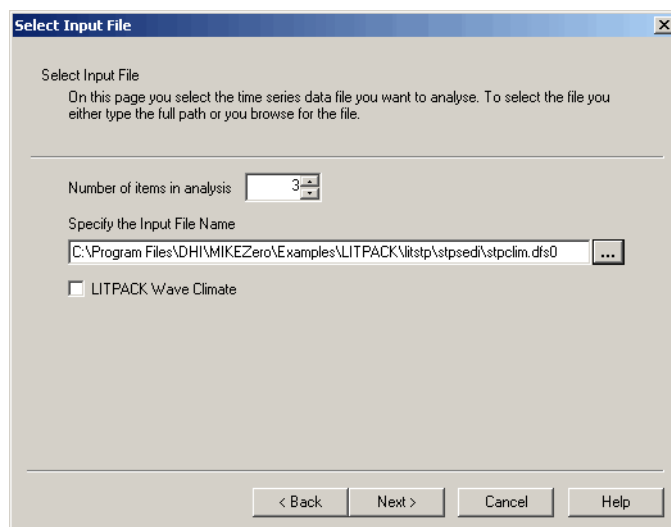 Select Input File
Select Input File
On this page you select the time series data file you want to analyse. To select the file you
either type the full path or you browse for the file.
Number of items in analysis 3
Specify the Input File Name
C:\Program Files\DHI\MIKEZero\Examples\LITPACK\litstp\stpsedi\stpclim.dfs0 ...
LITPACK Wave Climate
< Back Next > Cancel Help